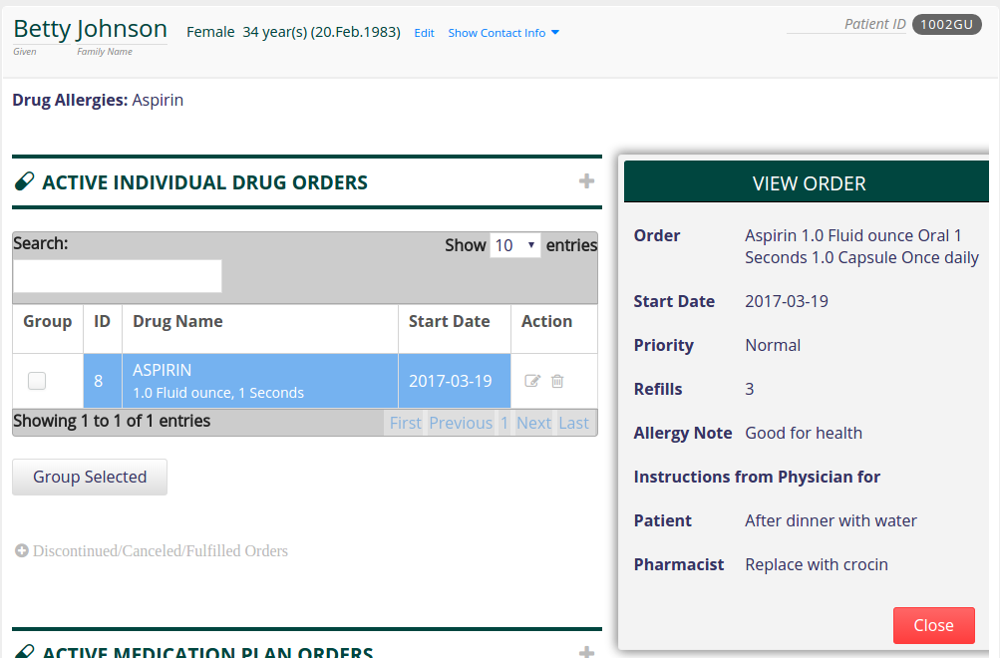 Betty Johnson Female 34 year(s) (20.Feb.1983) Edit Show Contact Info Patient ID 1002GU
Given Family Name
Drug Allergies: Aspirin
ACTIVE INDIVIDUAL DRUG ORDERS
Search: Show 10 entries
Group ID Drug Name Start Date Action
8 ASPIRIN 2017-03-19
1.0 Fluid ounce, 1 Seconds
Showing 1 to 1 of 1 entries First Previous 1 Next Last
Group Selected
Discontinued/Canceled/Fulfilled Orders
ACTIVE MEDICATION PLAN ORDERS
VIEW ORDER
Order Aspirin 1.0 Fluid ounce Oral 1
Seconds 1.0 Capsule Once daily
Start Date 2017-03-19
Priority Normal
Refills 3
Allergy Note Good for health
Instructions from Physician for
Patient After dinner with water
Pharmacist Replace with crocin
Close